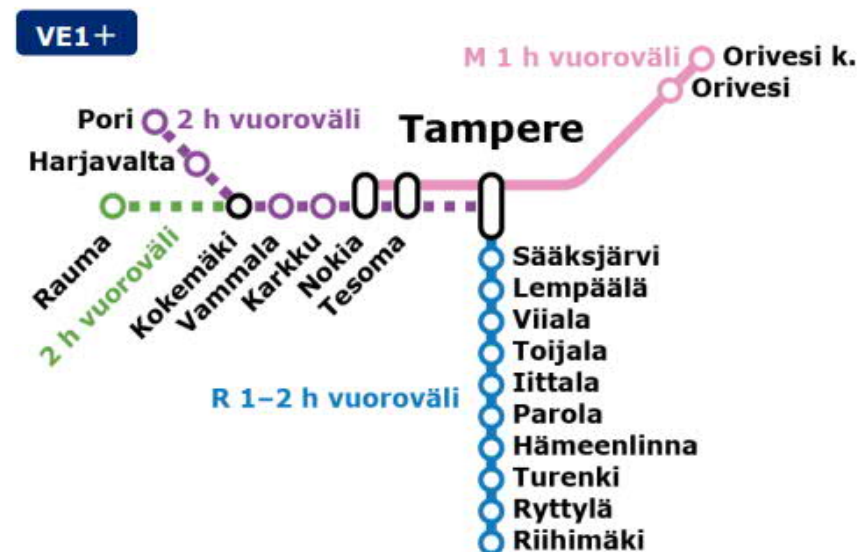 VE1+
M 1 h vuoroväli
Orivesi k.
Orivesi
Pori
2 h vuoroväli
Tampere
Harjavalta
Rauma
2 h vuoroväli
Kokemäki
Vammala
Karkku
Nokia
Tesoma
Sääksjärvi
Lempäälä
Viiala
Toijala
Iittala
R 1–2 h vuoroväli
Parola
Hämeenlinna
Turenki
Ryttylä
Riihimäki